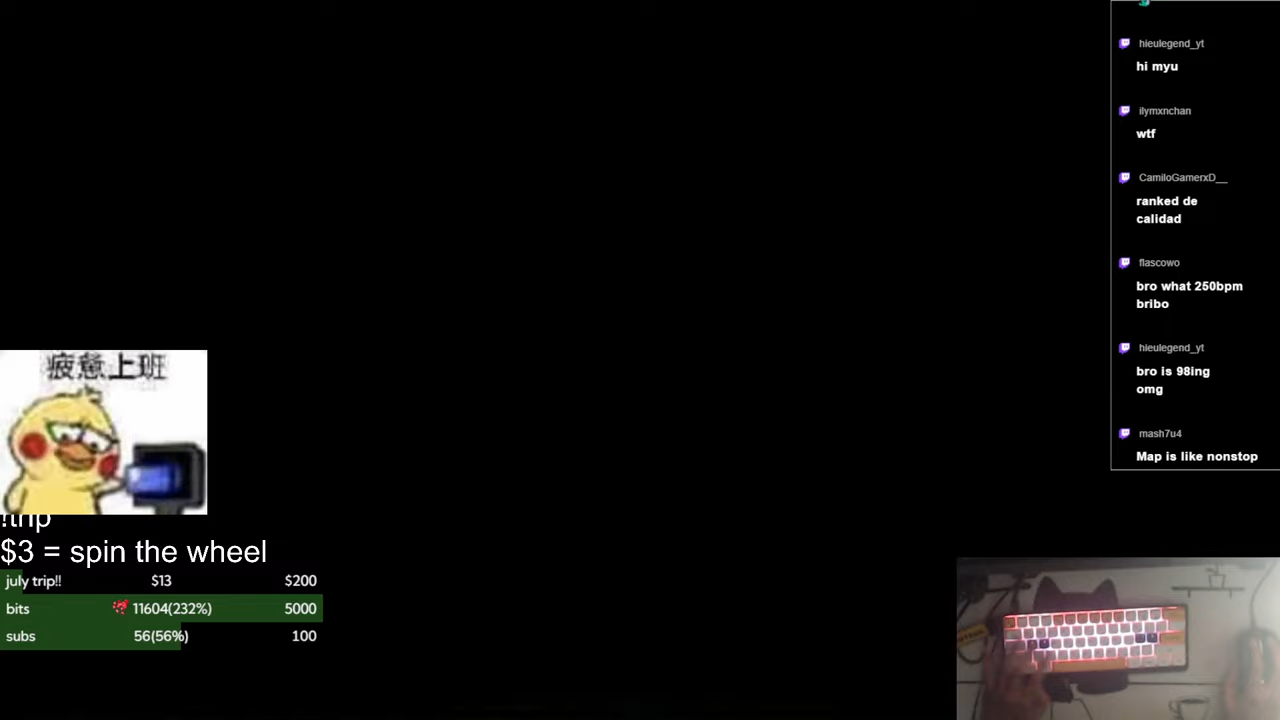 hieulegend_yt
hi myu
ilymxnchan
wtf
CamiloGamerxD__
ranked de
calidad
flascowo
bro what 250bpm
bribo
hieulegend_yt
bro is 98ing
omg
mash7u4
Map is like nonstop
疲惫上班
!trip
$3 = spin the wheel
july trip!! $13 $200
bits 11604(232%) 5000
subs 56(56%) 100